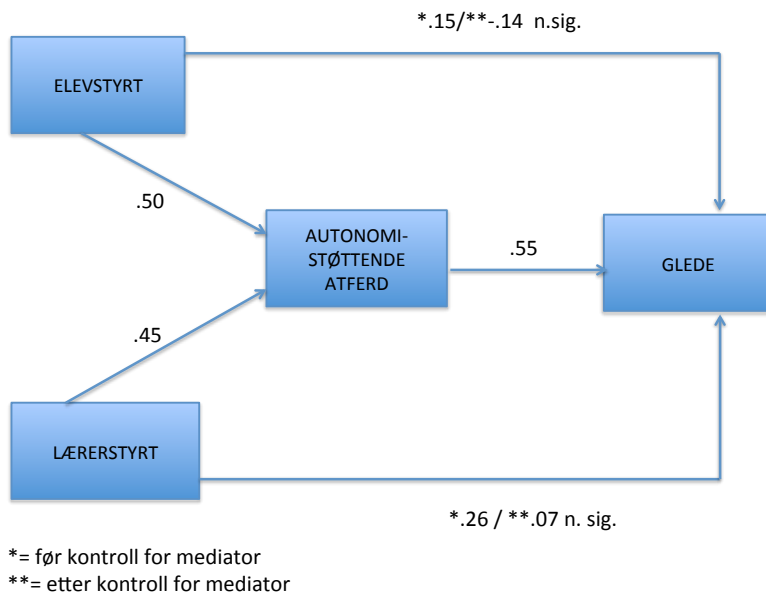 *.15/**-.14  n.sig.
ELEVSTYRT
.50
AUTONOMI-
STØTTENDE
ATFERD
.55
GLEDE
.45
LÆRERSTYRT
*.26 / **.07 n. sig.
*= før kontroll for mediator
**= etter kontroll for mediator